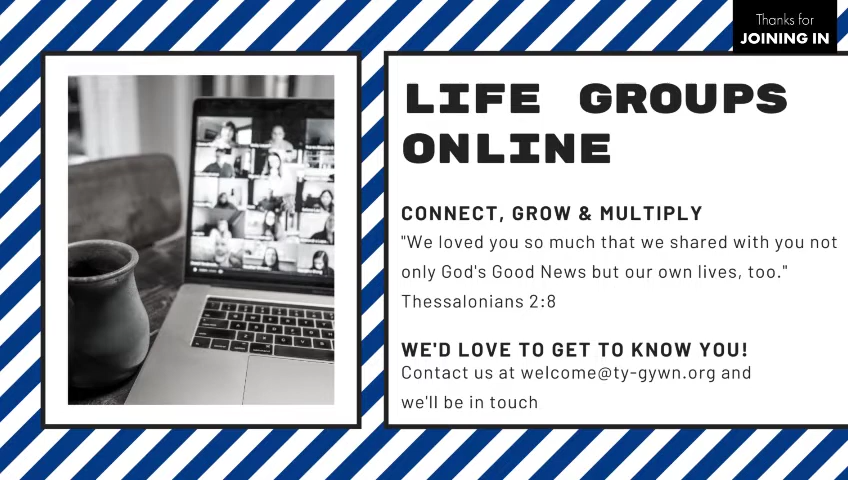 Thanks for
JOINING IN
LIFE GROUPS
ONLINE
CONNECT, GROW & MULTIPLY
"We loved you so much that we shared with you not
only God's Good News but our own lives, too."
Thessalonians 2:8
WE'D LOVE TO GET TO KNOW YOU!
Contact us at welcome@ty-gywn.org and
we'll be in touch